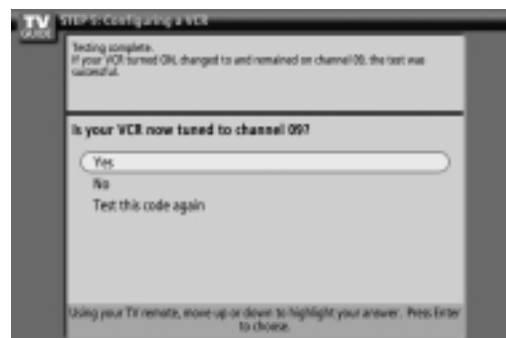 TV
GUIDE
STEP 5: Configuring a VCR
Testing complete.
If your VCR turned ON, changed to and remained on channel 09, the test was
successful.
Is your VCR now tuned to channel 09?
Yes
No
Test this code again
Using your TV remote, move up or down to highlight your answer. Press Enter
to choose.